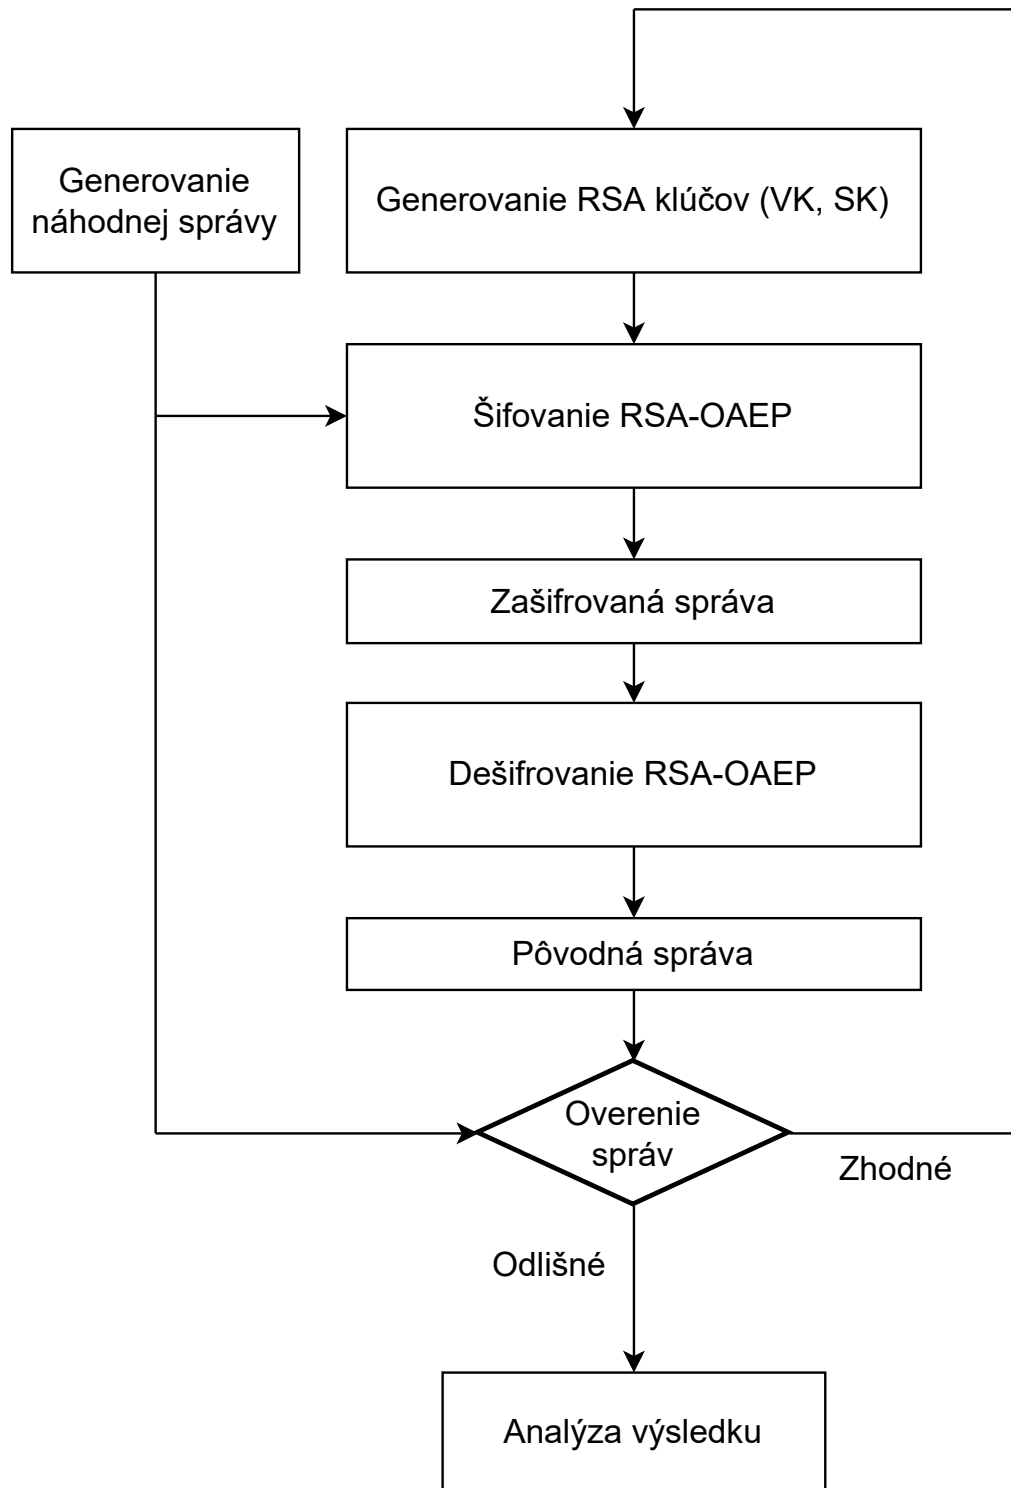 Generovanie
náhodnej správy
Generovanie RSA klúčov (VK, SK)
Šifovanie RSA-OAEP
Zašifrovaná správa
Dešifrovanie RSA-OAEP
Pôvodná správa
Overenie
správ
Zhodné
Odlišné
Analýza výsledku